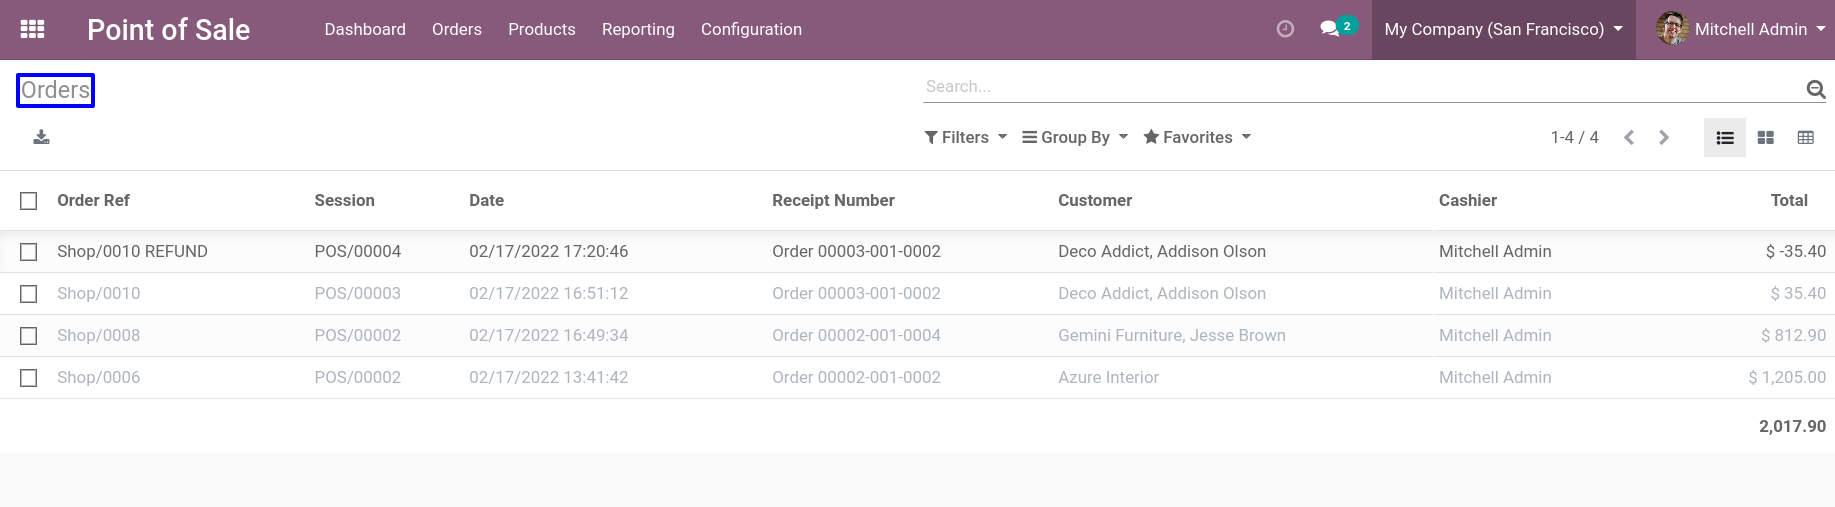 Point of Sale Dashboard Orders Products Reporting Configuration 2 My Company (San Francisco) Mitchell Admin
Orders Search...
Filters Group By Favorites 1-4 / 4
Order Ref Session Date Receipt Number Customer Cashier Total
Shop/0010 REFUND POS/00004 02/17/2022 17:20:46 Order 00003-001-0002 Deco Addict, Addison Olson Mitchell Admin $ -35.40
Shop/0010 POS/00003 02/17/2022 16:51:12 Order 00003-001-0002 Deco Addict, Addison Olson Mitchell Admin $ 35.40
Shop/0008 POS/00002 02/17/2022 16:49:34 Order 00002-001-0004 Gemini Furniture, Jesse Brown Mitchell Admin $ 812.90
Shop/0006 POS/00002 02/17/2022 13:41:42 Order 00002-001-0002 Azure Interior Mitchell Admin $ 1,205.00
2,017.90